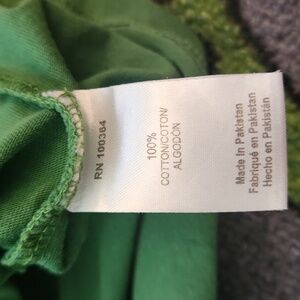 RN 100364
100%
COTTON/COTON/
ALGODÓN
Made in Pakistan
Fabriqué en Pakistan
Hecho en Pakistán